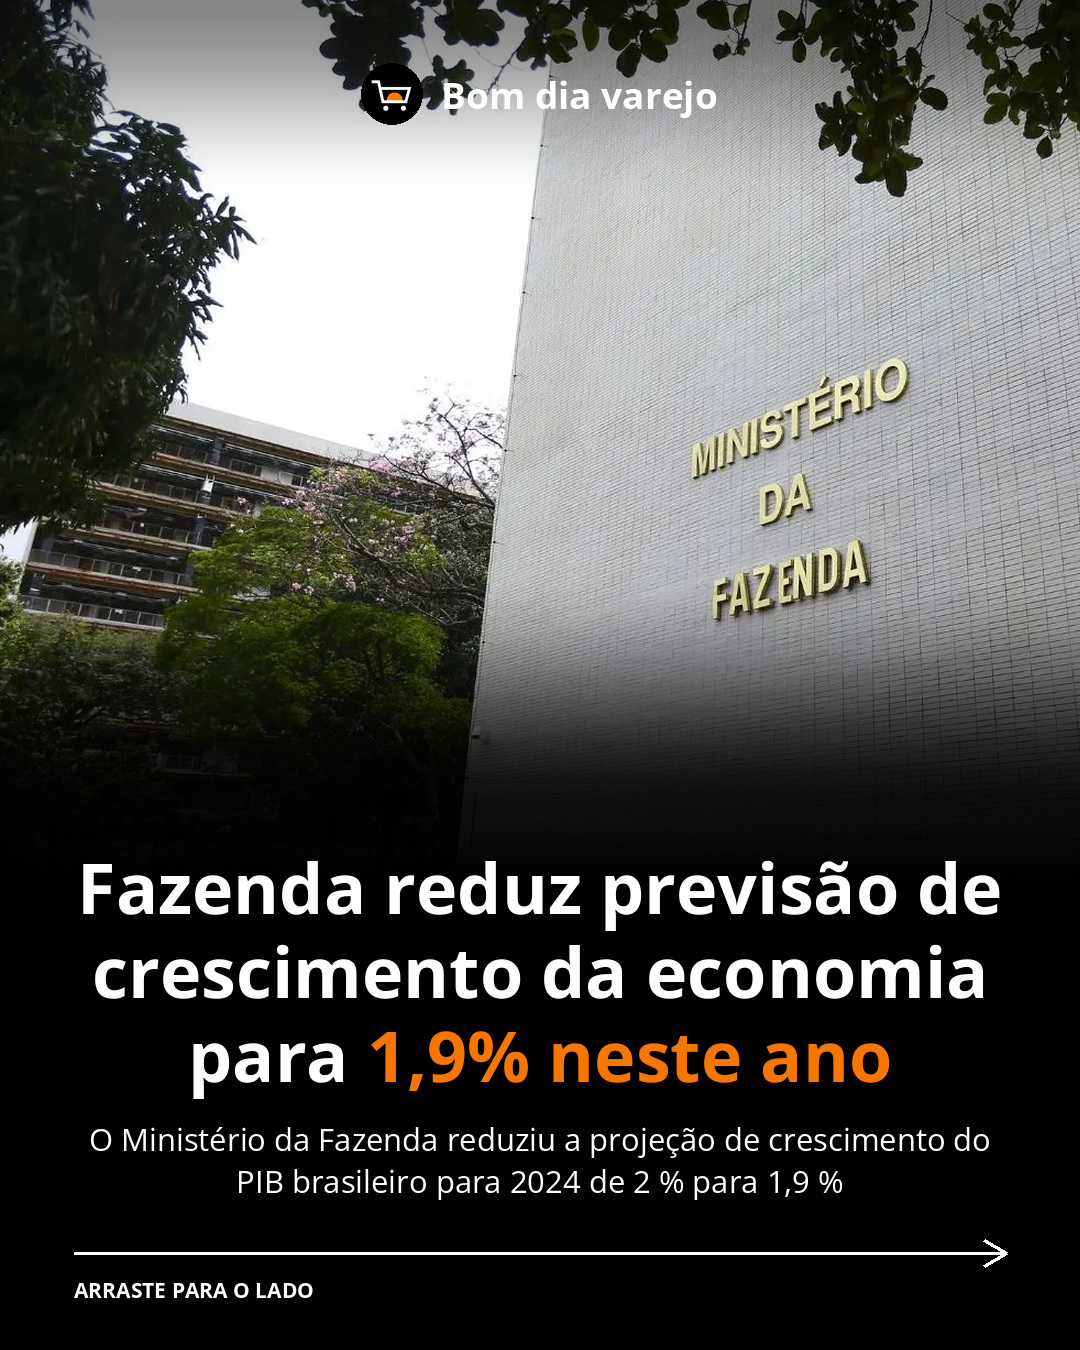 Bom dia varejo
MINISTÉRIO
DA
FAZENDA
Fazenda reduz previsão de
crescimento da economia
para 1,9% neste ano
O Ministério da Fazenda reduziu a projeção de crescimento do
PIB brasileiro para 2024 de 2 % para 1,9 %
ARRASTE PARA O LADO